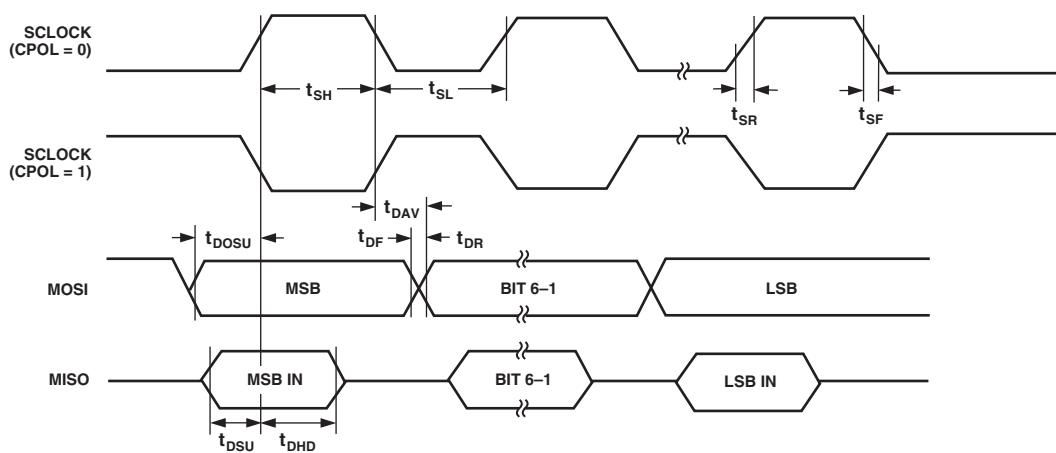 SCLOCK
(CPOL = 0)
tSH
tSL
tSR
tSF
SCLOCK
(CPOL = 1)
tDAV
tDOSU
tDF
tDR
MOSI
MSB
BIT 6–1
LSB
MISO
MSB IN
BIT 6–1
LSB IN
tDSU
tDHD